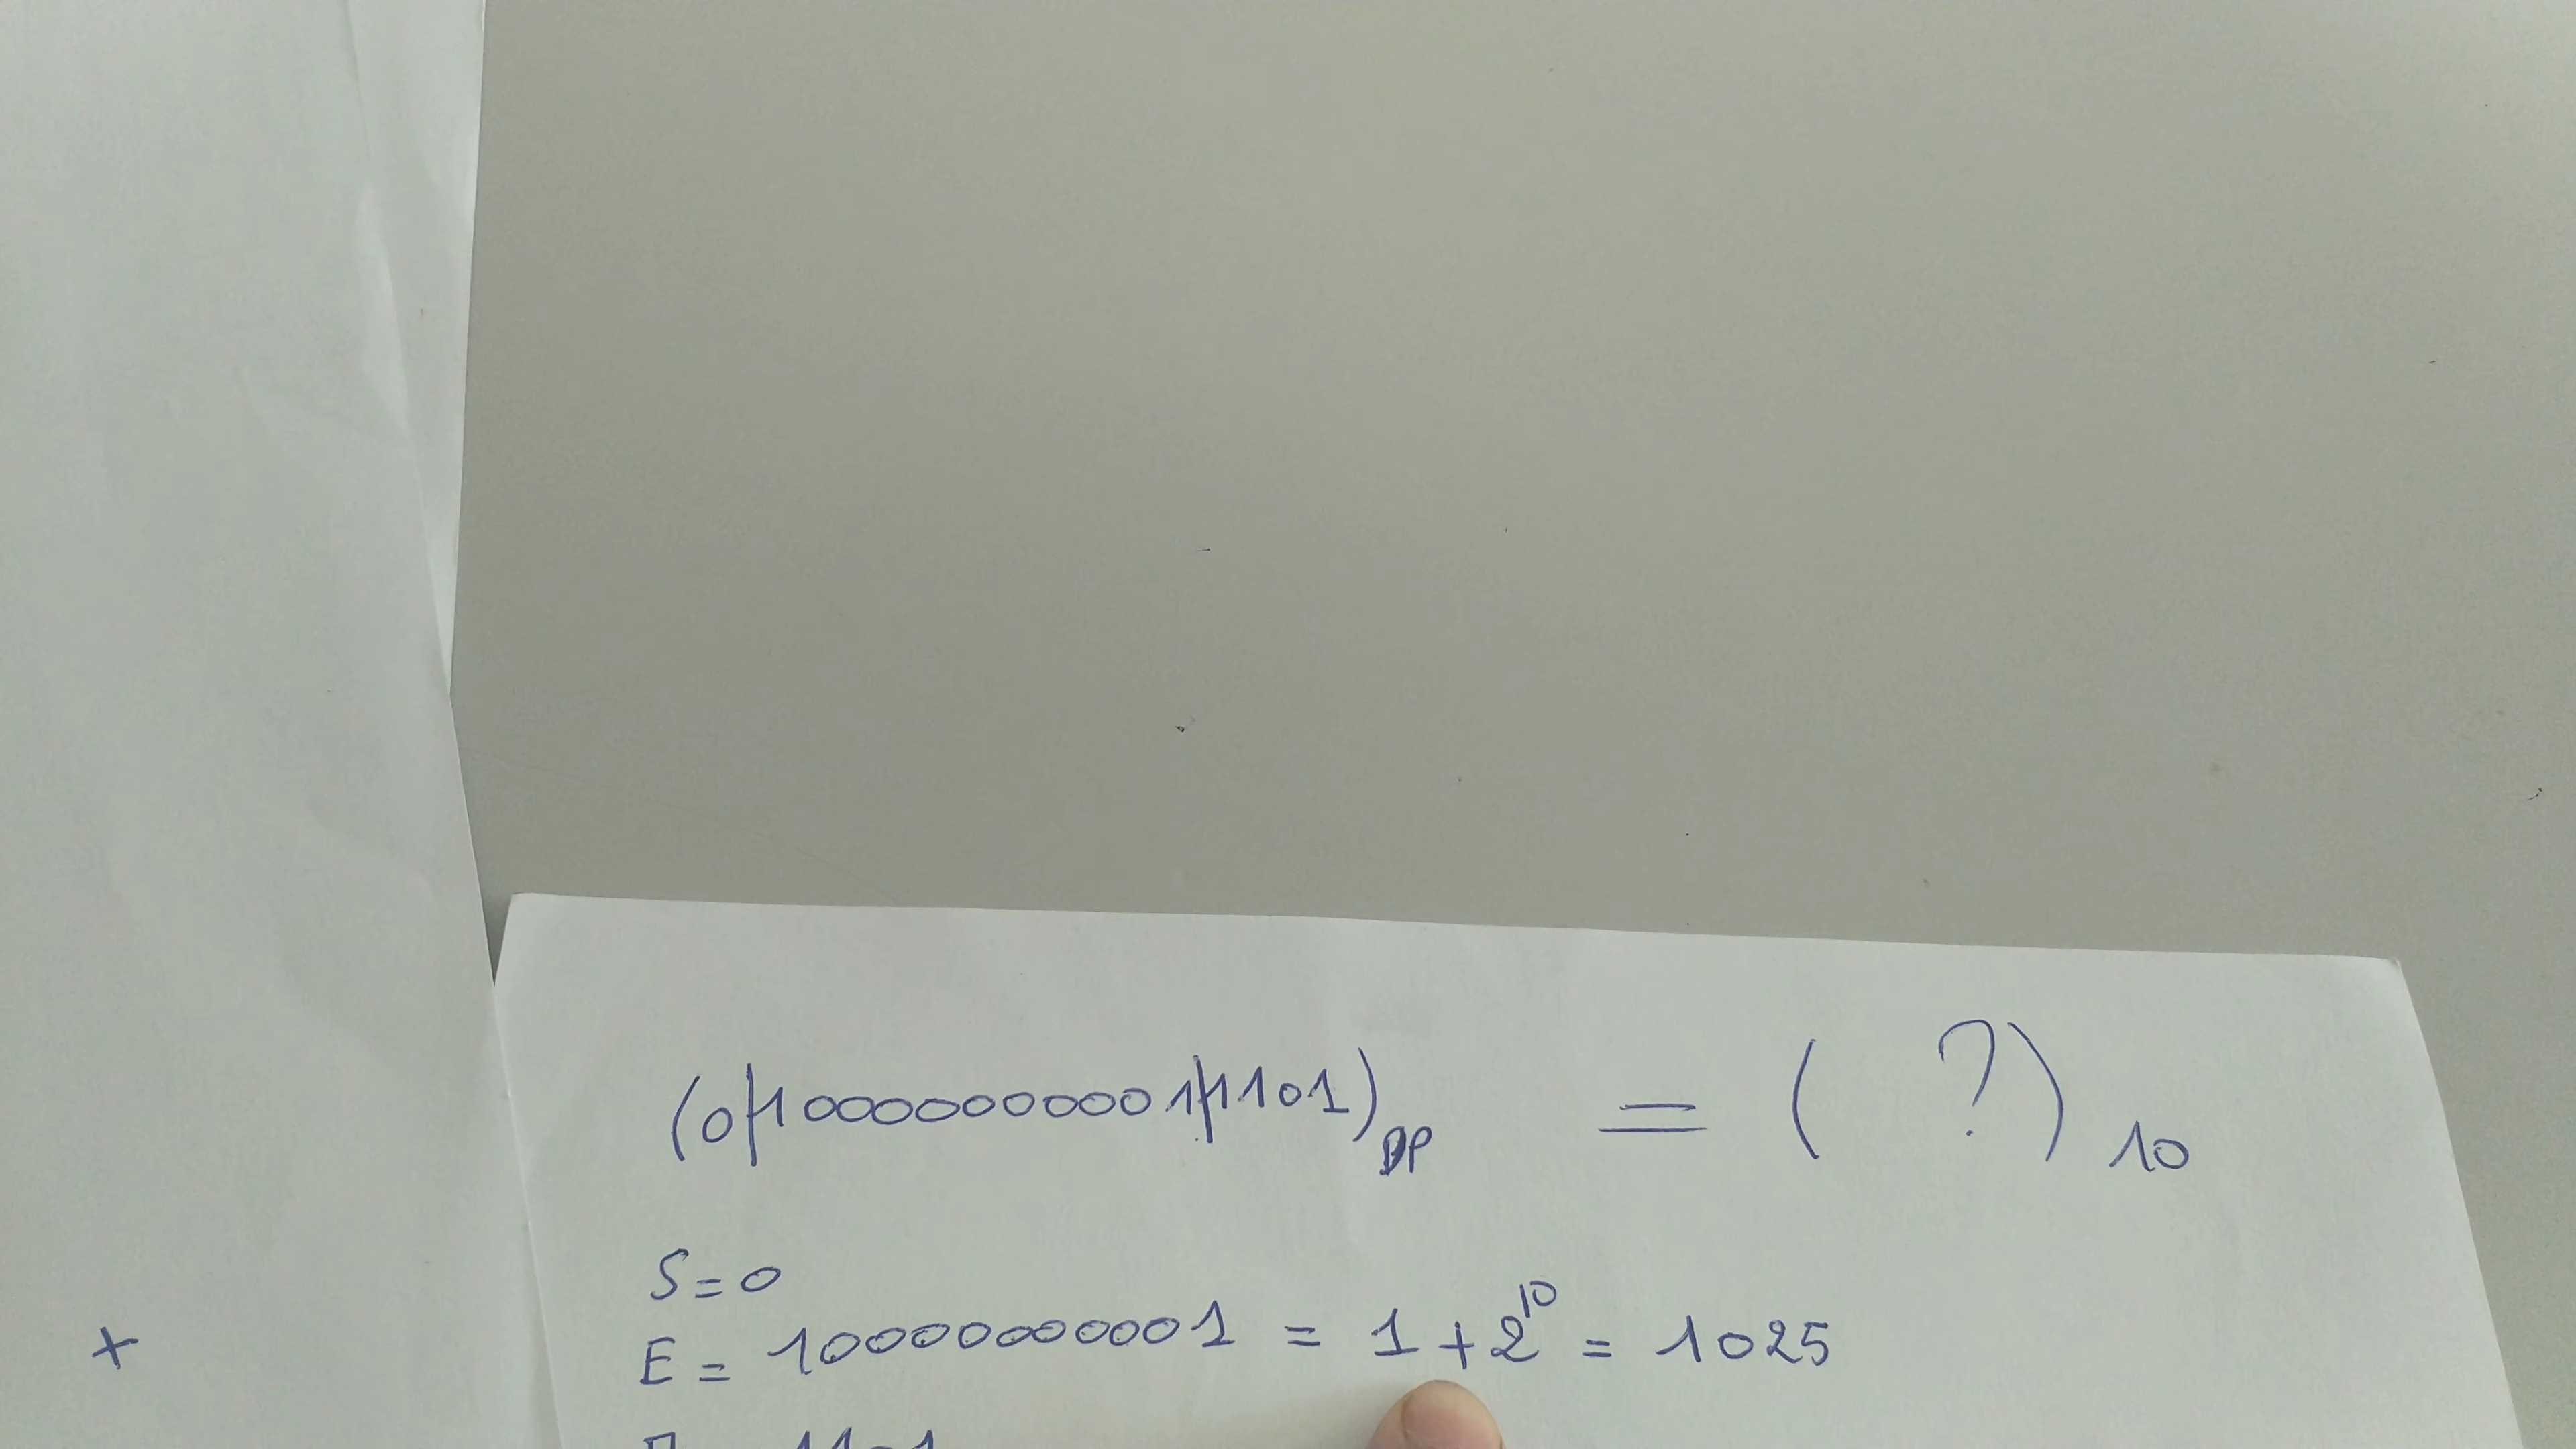 (0|10000000001|1101)DP = ( ? )10
S = 0
E = 10000000001 = 1 + 2^10 = 1025
+